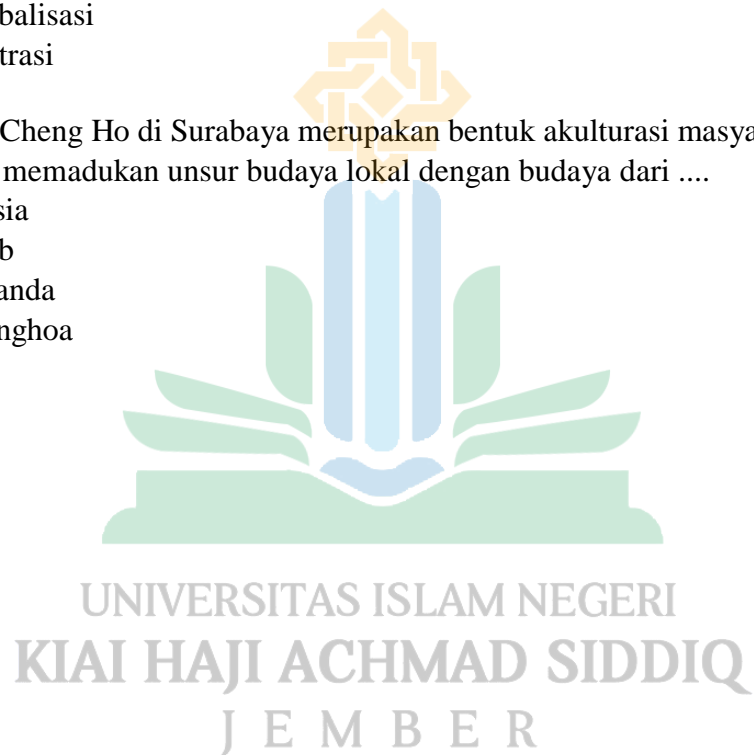 balisasi
trasi
Cheng Ho di Surabaya merupakan bentuk akulturasi masya
memadukan unsur budaya lokal dengan budaya dari ....
sia
b
anda
nghoa
UNIVERSITAS ISLAM NEGERI
KIAI HAJI ACHMAD SIDDIQ
JEMBER